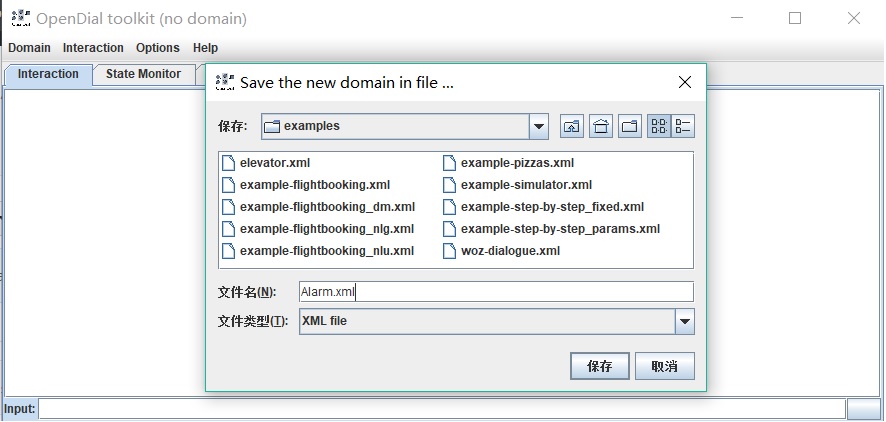 OpenDial toolkit (no domain)
Domain Interaction Options Help
Interaction State Monitor
Save the new domain in file ...
保存: examples
elevator.xml
example-flightbooking.xml
example-flightbooking_dm.xml
example-flightbooking_nlg.xml
example-flightbooking_nlu.xml
example-pizzas.xml
example-simulator.xml
example-step-by-step_fixed.xml
example-step-by-step_params.xml
woz-dialogue.xml
文件名(N): Alarm.xml
文件类型(T): XML file
保存 取消
Input: